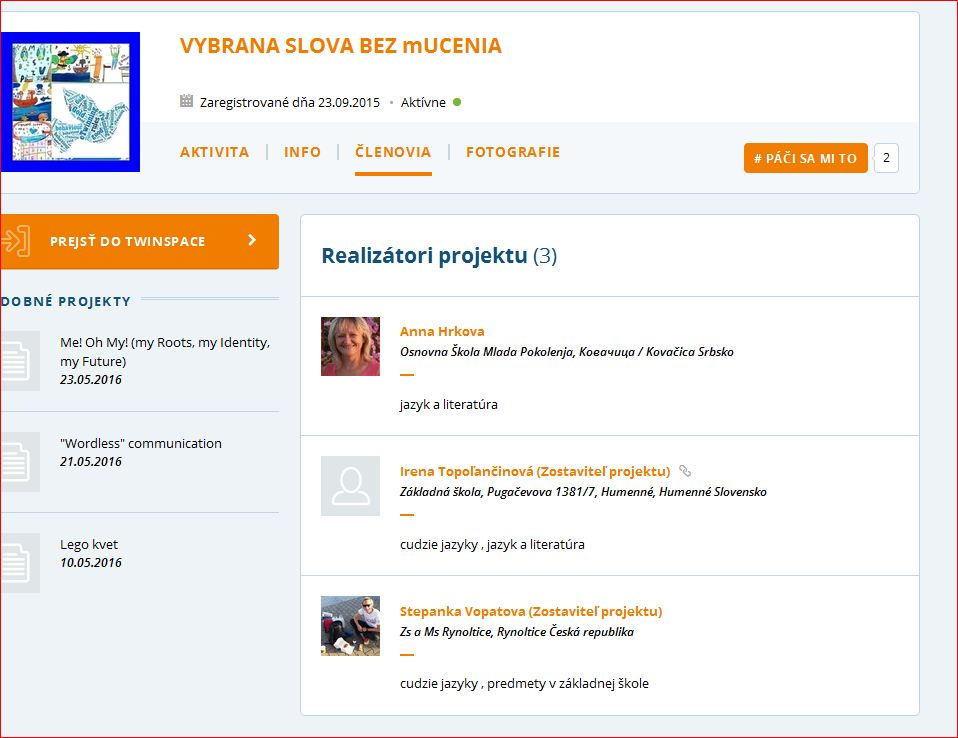 VYBRANA SLOVA BEZ mUCENIA
Zaregistrované dňa 23.09.2015 • Aktívne
AKTIVITA | INFO | ČLENOVIA | FOTOGRAFIE
# PÁČI SA MI TO 2
PREJSŤ DO TWINSPACE
DOBNÉ PROJEKTY
Me! Oh My! (my Roots, my Identity,
my Future)
23.05.2016
"Wordless" communication
21.05.2016
Lego kvet
10.05.2016
Realizátori projektu (3)
Anna Hrkova
Osnovna Škola Mlada Pokolenja, Ковачица / Kovačica Srbsko
jazyk a literatúra
Irena Topoľančinová (Zostaviteľ projektu)
Základná škola, Pugačevova 1381/7, Humenné, Humenné Slovensko
cudzie jazyky , jazyk a literatúra
Stepanka Vopatova (Zostaviteľ projektu)
Zs a Ms Rynoltice, Rynoltice Česká republika
cudzie jazyky , predmety v základnej škole